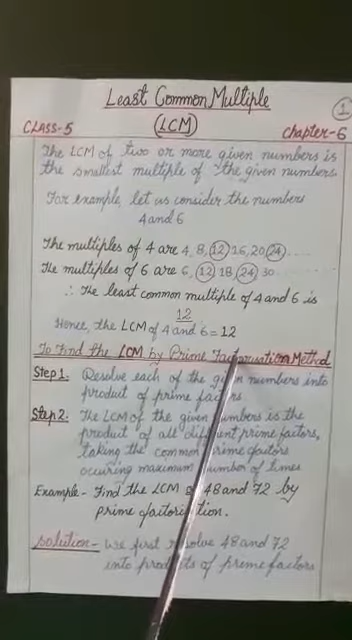 Least Common Multiple
1
CLASS-5 (LCM) Chapter-6
The LCM of two or more given numbers is
the smallest multiple of the given numbers.
For example, let us consider the numbers
4 and 6
The multiples of 4 are 4, 8, 12 16, 20 24 .....
The multiples of 6 are 6, 12 18 24 30 .....
∴ The least common multiple of 4 and 6 is
12
Hence, the LCM of 4 and 6 = 12
To Find the LCM by Prime Factorisation Method
Step 1. Resolve each of the given numbers into
product of prime factors
Step 2. The LCM of the given numbers is the
product of all different prime factors,
taking the common prime factors
occuring maximum number of times
Example - Find the LCM 48 and 72 by
prime factorisation.
Solution - We first resolve 48 and 72
into products of prime factors